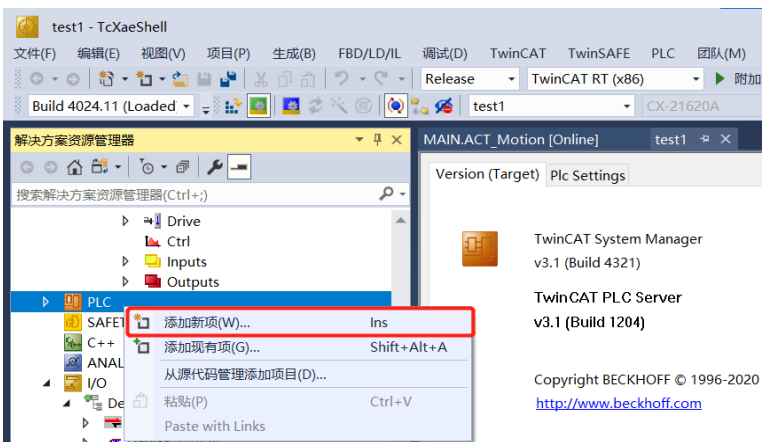 test1 - TcXaeShell
文件(F) 编辑(E) 视图(V) 项目(P) 生成(B) FBD/LD/IL 调试(D) TwinCAT TwinSAFE PLC 团队(M)
Release TwinCAT RT (x86) 附加
Build 4024.11 (Loaded) test1 CX-21620A
解决方案资源管理器
MAIN.ACT_Motion [Online] test1
Version (Target) Plc Settings
搜索解决方案资源管理器(Ctrl+;)
Drive
Ctrl
Inputs
Outputs
PLC
SAFET
C++
ANAL
I/O
De
添加新项(W)... Ins
添加现有项(G)... Shift+Alt+A
从源代码管理添加项目(D)...
粘贴(P) Ctrl+V
Paste with Links
TwinCAT System Manager
v3.1 (Build 4321)
TwinCAT PLC Server
v3.1 (Build 1204)
Copyright BECKHOFF © 1996-2020
http://www.beckhoff.com